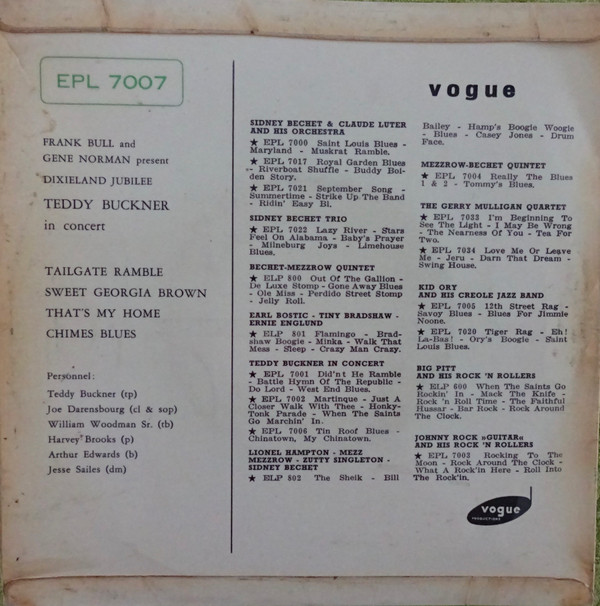 EPL 7007
FRANK BULL and
GENE NORMAN present
DIXIELAND JUBILEE
TEDDY BUCKNER
in concert
TAILGATE RAMBLE
SWEET GEORGIA BROWN
THAT'S MY HOME
CHIMES BLUES
Personnel:
Teddy Buckner (tp)
Joe Darensbourg (cl & sop)
William Woodman Sr. (tb)
Harvey Brooks (p)
Arthur Edwards (b)
Jesse Sailes (dm)
vogue
SIDNEY BECHET & CLAUDE LUTER
AND HIS ORCHESTRA
★ EPL 7000 Saint Louis Blues -
Maryland - Muskrat Ramble.
★ EPL 7017 Royal Garden Blues
- Riverboat Shuffle - Buddy Bol-
den Story.
★ EPL 7021 September Song -
Summertime - Strike Up The Band
- Ridin' Easy Bl.
SIDNEY BECHET TRIO
★ EPL 7022 Lazy River - Stars
Feel On Alabama - Baby's Prayer
- Milneburg Joys - Limehouse
Blues.
BECHET-MEZZROW QUINTET
★ ELP 800 Out Of The Gallion -
De Luxe Stomp - Gone Away Blues
- Ole Miss - Perdido Street Stomp
- Jelly Roll.
EARL BOSTIC - TINY BRADSHAW -
ERNIE ENGLUND
★ ELP 801 Flamingo - Brad-
shaw Boogie - Minka - Walk That
Mess - Sleep - Crazy Man Crazy.
TEDDY BUCKNER IN CONCERT
★ EPL 7001 Did'nt He Ramble
- Battle Hymn Of The Republic -
Do Lord - West End Blues.
★ EPL 7002 Martinque - Just A
Closer Walk With Thee - Honky-
Tonk Parade - When The Saints
Go Marchin' In.
★ EPL 7006 Tin Roof Blues -
Chinatown, My Chinatown.
LIONEL HAMPTON - MEZZ
MEZZROW - ZUTTY SINGLETON -
SIDNEY BECHET
★ ELP 802 The Sheik - Bill
Bailey - Hamp's Boogie Woogie
- Blues - Casey Jones - Drum
Face.
MEZZROW-BECHET QUINTET
★ EPL 7004 Really The Blues
1 & 2 - Tommy's Blues.
THE GERRY MULLIGAN QUARTET
★ EPL 7033 I'm Beginning To
See The Light - I May Be Wrong
- The Nearness Of You - Tea For
Two.
★ EPL 7034 Love Me Or Leave
Me - Jeru - Darn That Dream -
Swing House.
KID ORY
AND HIS CREOLE JAZZ BAND
★ EPL 7005 12th Street Rag -
Savoy Blues - Blues For Jimmie
Noone.
★ EPL 7020 Tiger Rag - Eh!
La-Bas! - Ory's Boogie - Saint
Louis Blues.
BIG PITT
AND HIS ROCK 'N ROLLERS
★ ELP 600 When The Saints Go
Rockin' In - Mack The Knife -
Rock 'n Roll Time - The Faithful
Hussar - Bar Rock - Rock Around
The Clock.
JOHNNY ROCK »GUITAR«
AND HIS ROCK 'N ROLLERS
★ EPL 7003 Rocking To The
Moon - Rock Around The Clock -
What A Rock'in Here - Roll Into
The Rock'in.
vogue
PRODUCTIONS